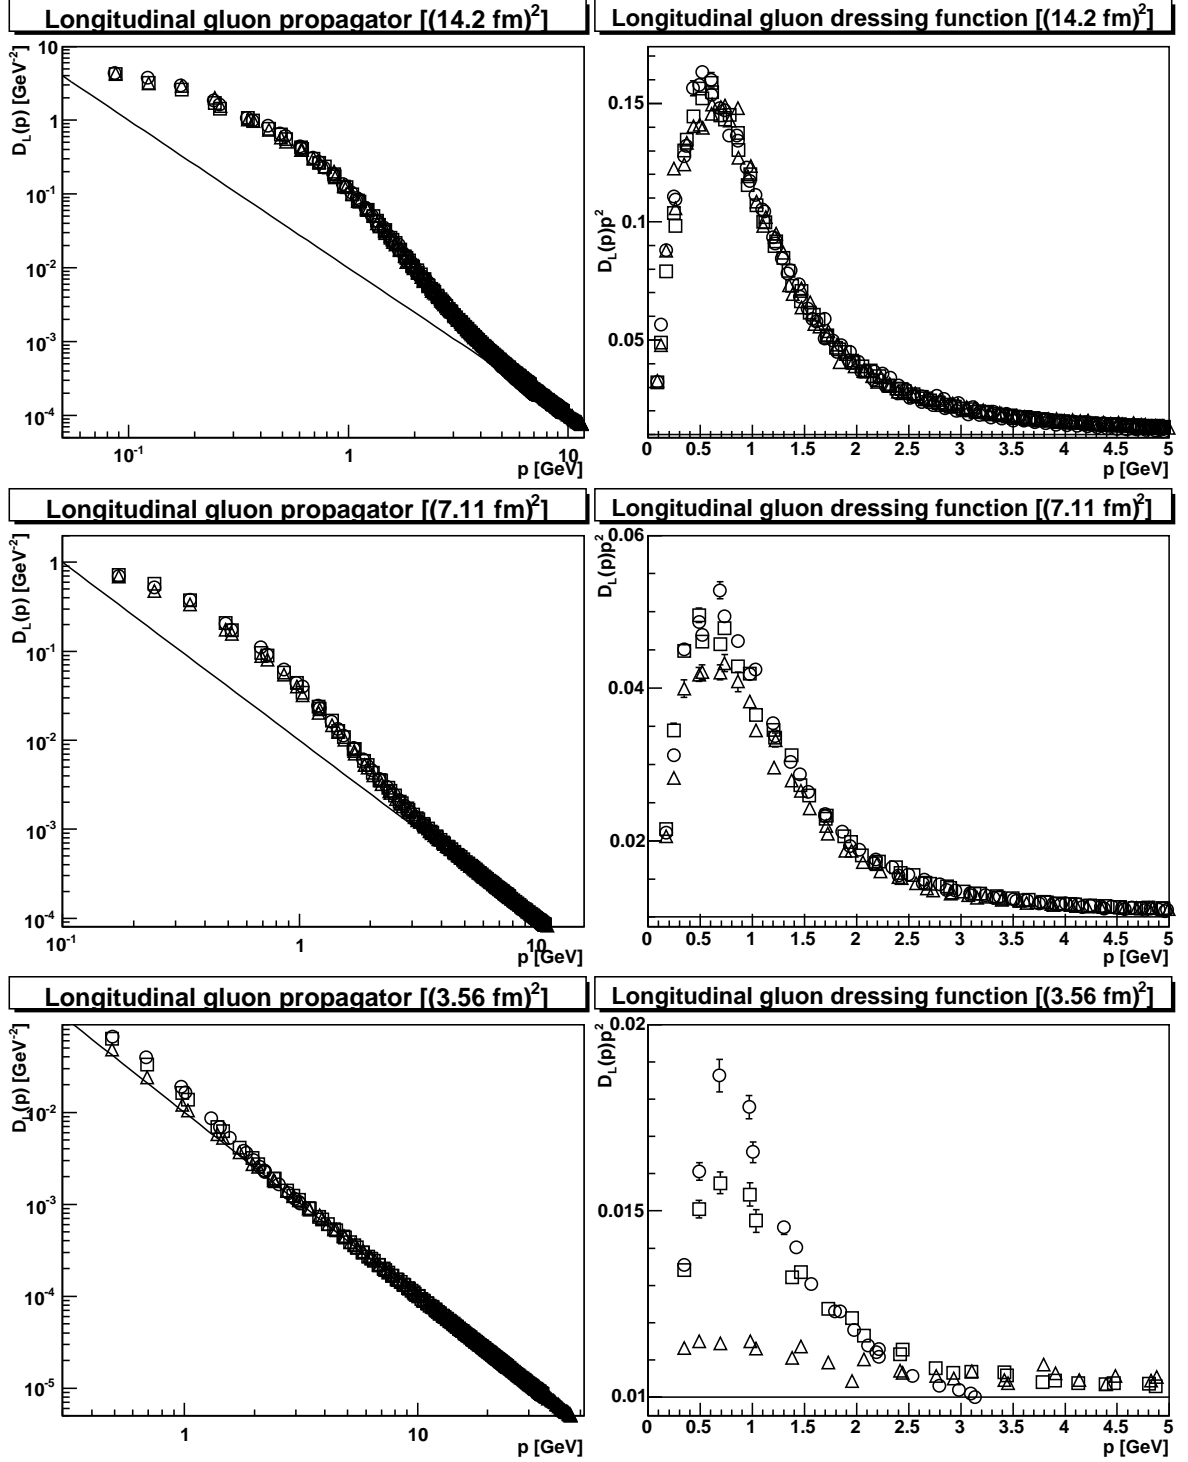 Longitudinal gluon propagator [(14.2 fm)²]
D_L(p) [GeV⁻²]
10
1
10⁻¹
10⁻²
10⁻³
10⁻⁴
10⁻¹ 1 10
p [GeV]
Longitudinal gluon dressing function [(14.2 fm)²]
D_L(p)p²
0.15
0.1
0.05
0 0.5 1 1.5 2 2.5 3 3.5 4 4.5 5
p [GeV]
Longitudinal gluon propagator [(7.11 fm)²]
D_L(p) [GeV⁻²]
1
10⁻¹
10⁻²
10⁻³
10⁻⁴
10⁻¹ 1 10
p [GeV]
Longitudinal gluon dressing function [(7.11 fm)²]
D_L(p)p²
0.06
0.04
0.02
0 0.5 1 1.5 2 2.5 3 3.5 4 4.5 5
p [GeV]
Longitudinal gluon propagator [(3.56 fm)²]
D_L(p) [GeV⁻²]
10⁻²
10⁻³
10⁻⁴
10⁻⁵
1 10
p [GeV]
Longitudinal gluon dressing function [(3.56 fm)²]
D_L(p)p²
0.02
0.015
0.01
0 0.5 1 1.5 2 2.5 3 3.5 4 4.5 5
p [GeV]